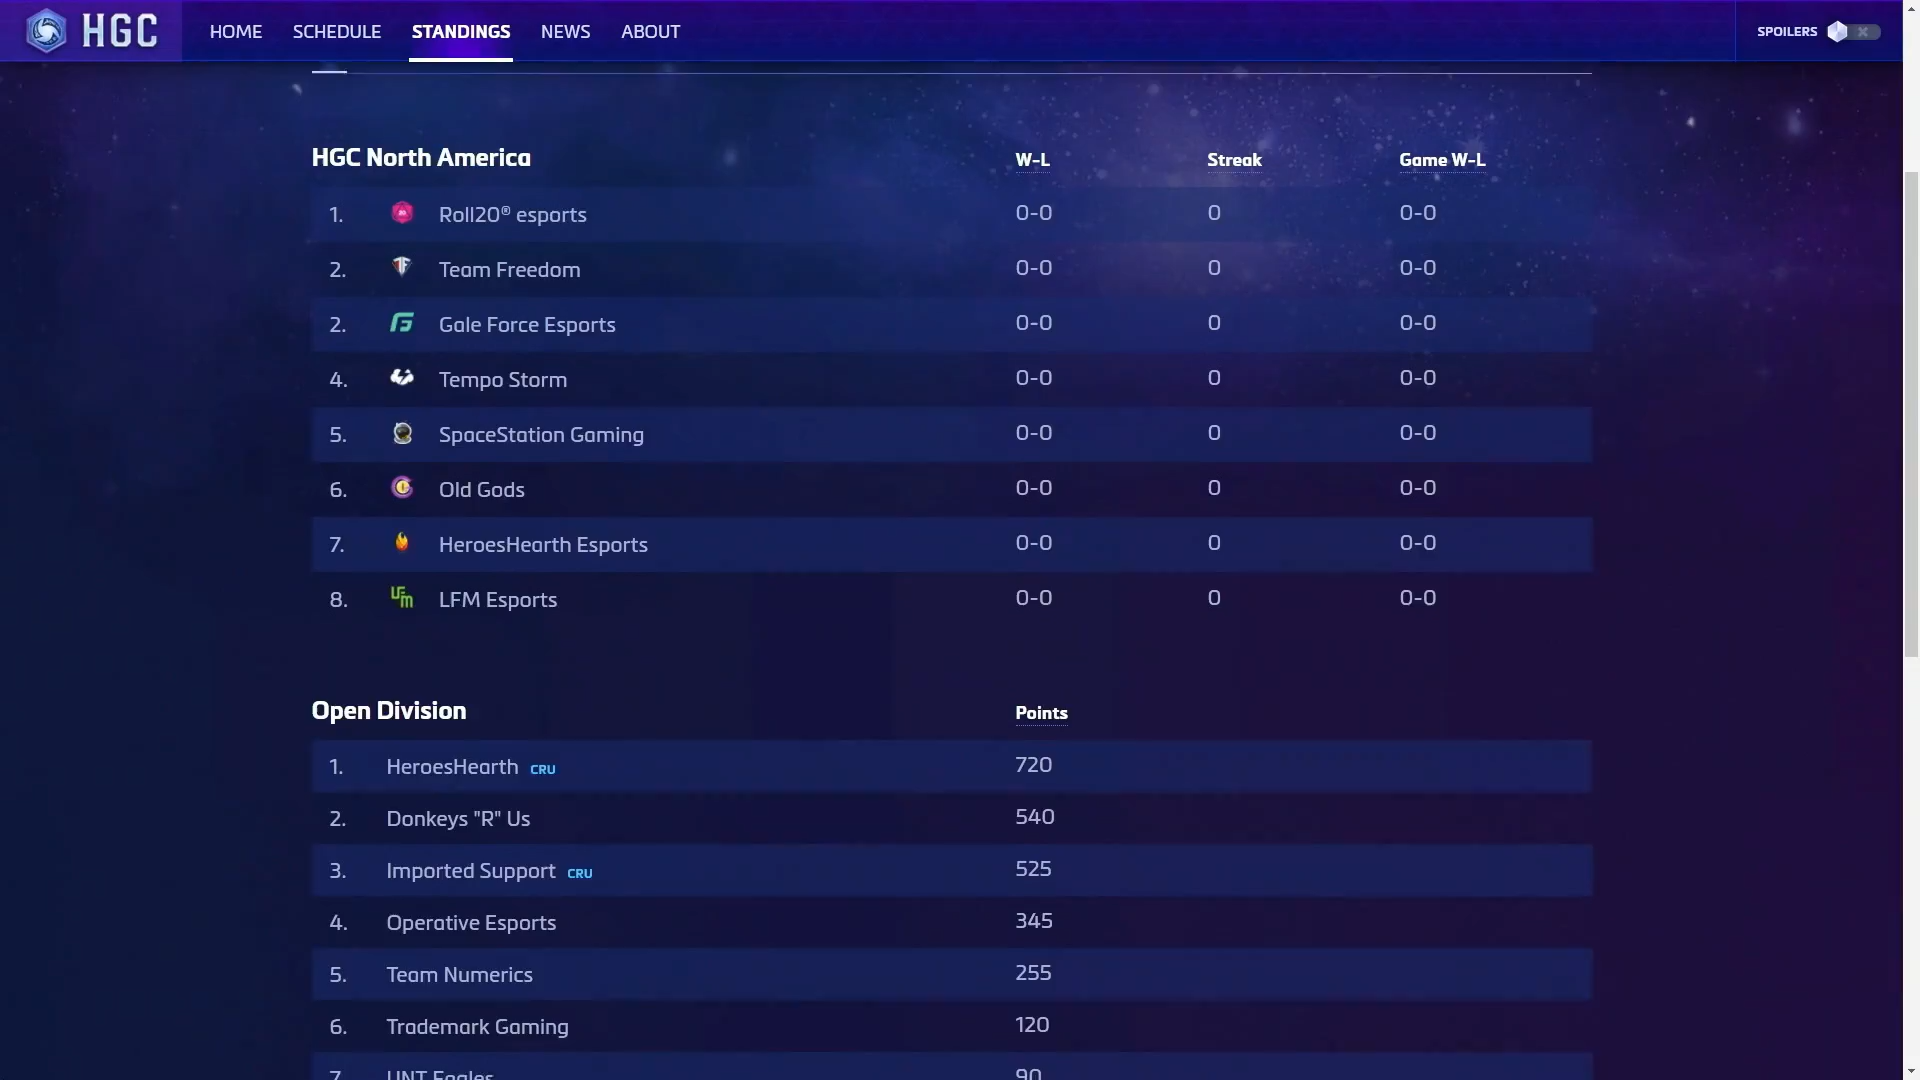 HGC HOME SCHEDULE STANDINGS NEWS ABOUT SPOILERS
HGC North America W-L Streak Game W-L
1. Roll20® esports 0-0 0 0-0
2. Team Freedom 0-0 0 0-0
2. Gale Force Esports 0-0 0 0-0
4. Tempo Storm 0-0 0 0-0
5. SpaceStation Gaming 0-0 0 0-0
6. Old Gods 0-0 0 0-0
7. HeroesHearth Esports 0-0 0 0-0
8. LFM Esports 0-0 0 0-0
Open Division Points
1. HeroesHearth CRU 720
2. Donkeys "R" Us 540
3. Imported Support CRU 525
4. Operative Esports 345
5. Team Numerics 255
6. Trademark Gaming 120
7. UNT Eagles 90